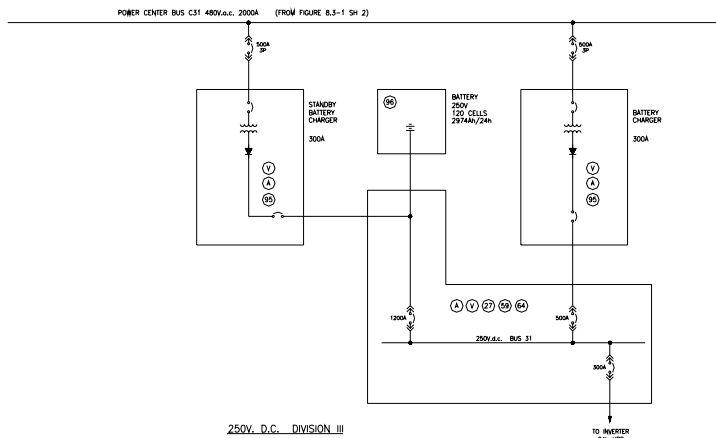 POWER CENTER BUS C31 480V.a.c. 2000A (FROM FIGURE 8.3-1 SH 2)
500A
3P
500A
3P
STANDBY
BATTERY
CHARGER
300A
96
BATTERY
250V
120 CELLS
2974Ah/24h
BATTERY
CHARGER
300A
V
A
95
V
A
95
A V 27 59 64
1200A
500A
250V.d.c. BUS 31
300A
250V. D.C. DIVISION III
TO INVERTER